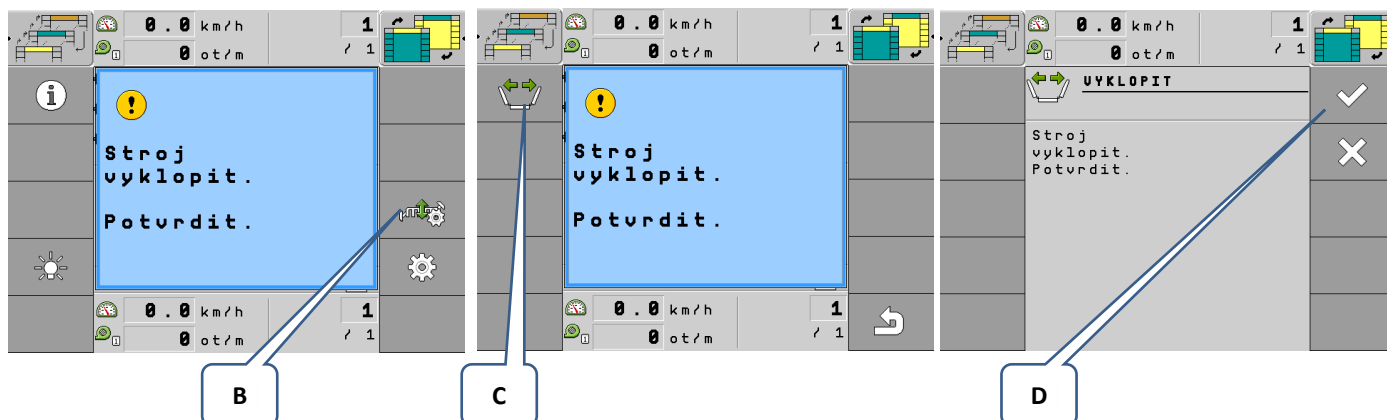 0.0 km/h 1
0 ot/m / 1
Stroj
vyklopit.
Potvrdit.
0.0 km/h 1
0 ot/m / 1
B
0.0 km/h 1
0 ot/m / 1
Stroj
vyklopit.
Potvrdit.
0.0 km/h 1
0 ot/m / 1
C
0.0 km/h 1
0 ot/m / 1
VYKLOPIT
Stroj
vyklopit.
Potvrdit.
D